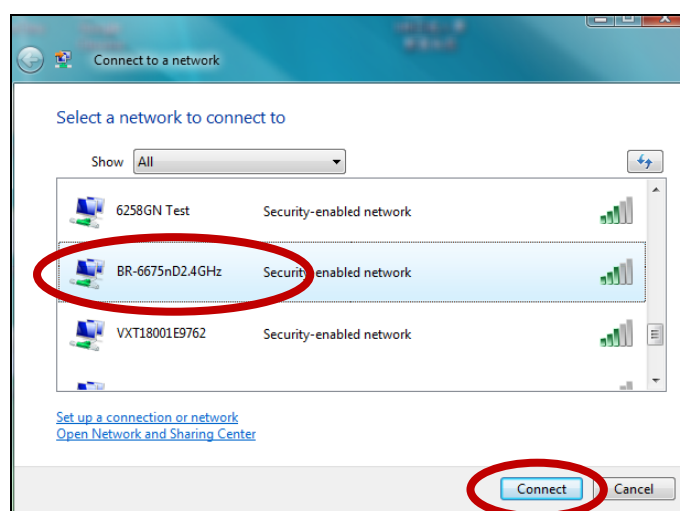 Connect to a network
Select a network to connect to
Show All
6258GN Test Security-enabled network
BR-6675nD2.4GHz Security-enabled network
VXT18001E9762 Security-enabled network
Set up a connection or network
Open Network and Sharing Center
Connect Cancel